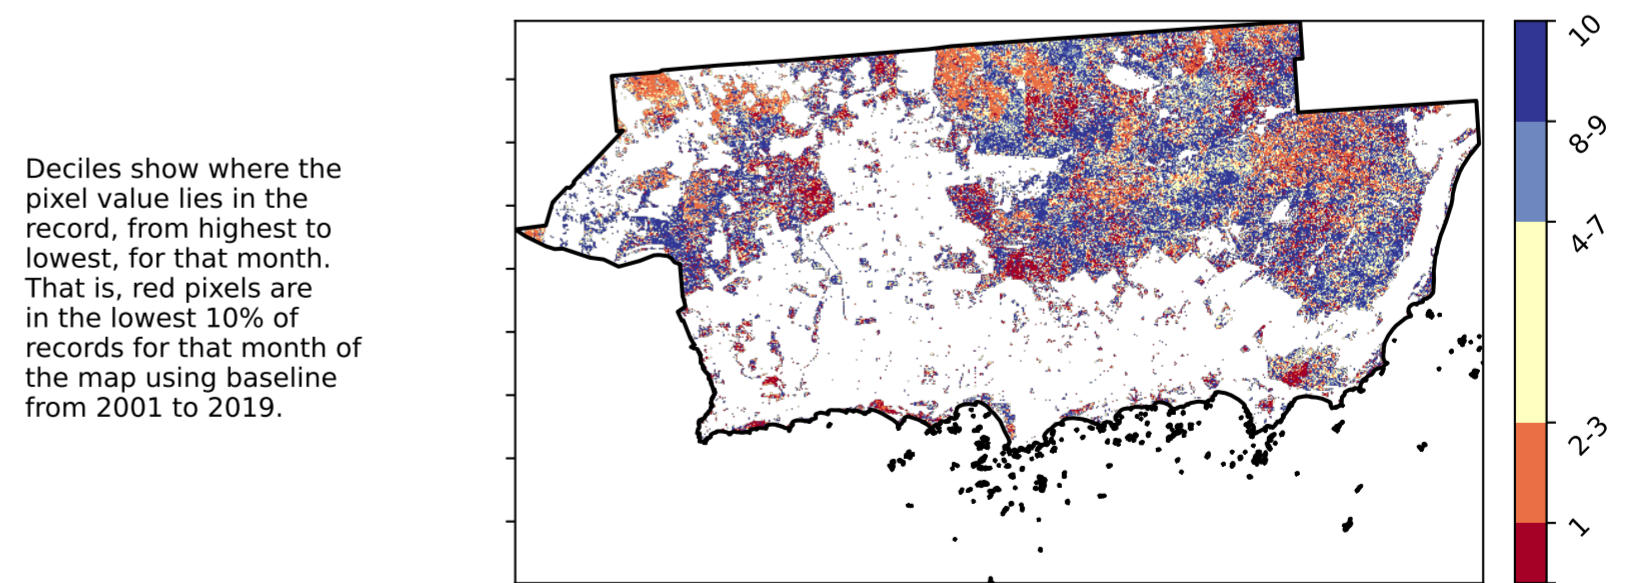 Deciles show where the
pixel value lies in the
record, from highest to
lowest, for that month.
That is, red pixels are
in the lowest 10% of
records for that month of
the map using baseline
from 2001 to 2019.
10
8-9
4-7
2-3
1